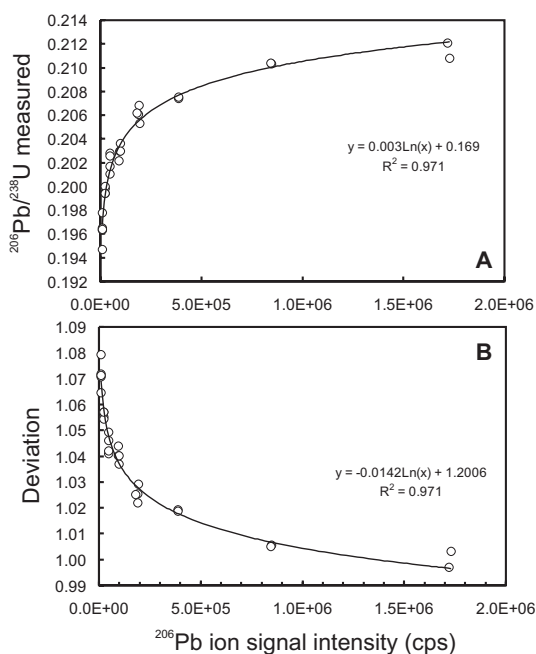 0.214
0.212
0.210
0.208
0.206
0.204
0.202
0.200
0.198
0.196
0.194
0.192
²⁰⁶Pb/²³⁸U measured
y = 0.003Ln(x) + 0.169
R² = 0.971
A
0.0E+00 5.0E+05 1.0E+06 1.5E+06 2.0E+06
1.09
1.08
1.07
1.06
1.05
1.04
1.03
1.02
1.01
1.00
0.99
Deviation
B
y = -0.0142Ln(x) + 1.2006
R² = 0.971
0.0E+00 5.0E+05 1.0E+06 1.5E+06 2.0E+06
²⁰⁶Pb ion signal intensity (cps)